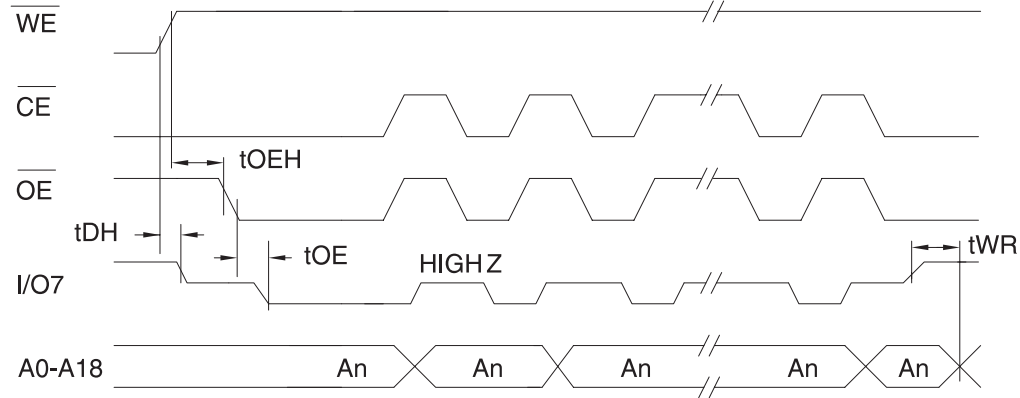 WE
CE
tOEH
OE
tDH
tOE
HIGH Z
tWR
I/O7
A0-A18
An An An An An